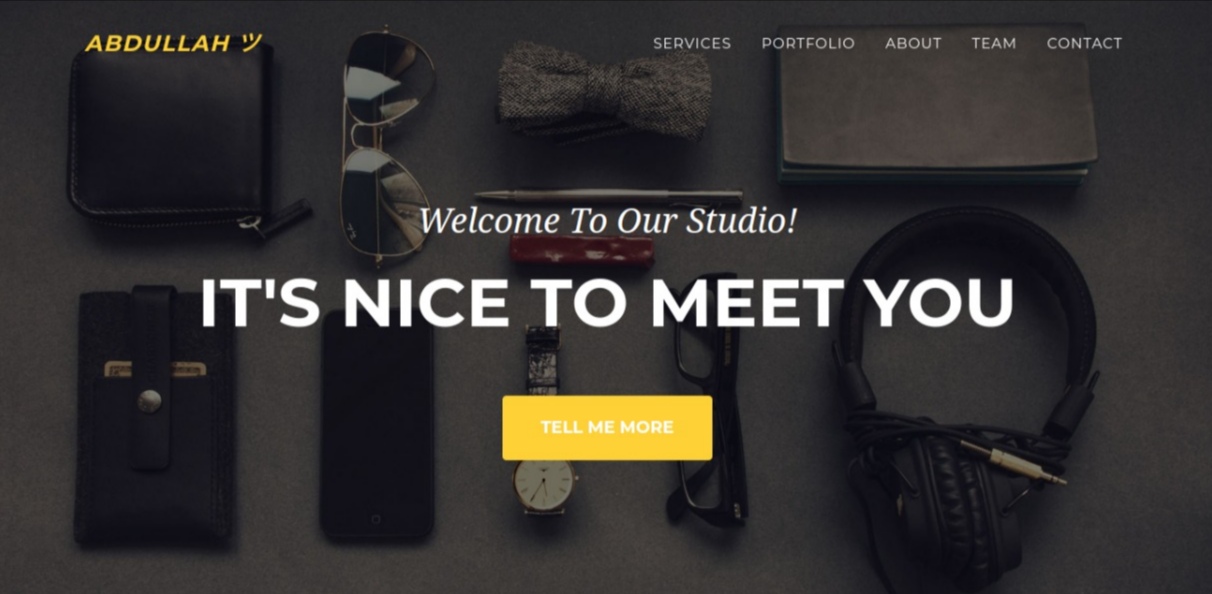 ABDULLAH ツ
SERVICES PORTFOLIO ABOUT TEAM CONTACT
Welcome To Our Studio!
IT'S NICE TO MEET YOU
TELL ME MORE